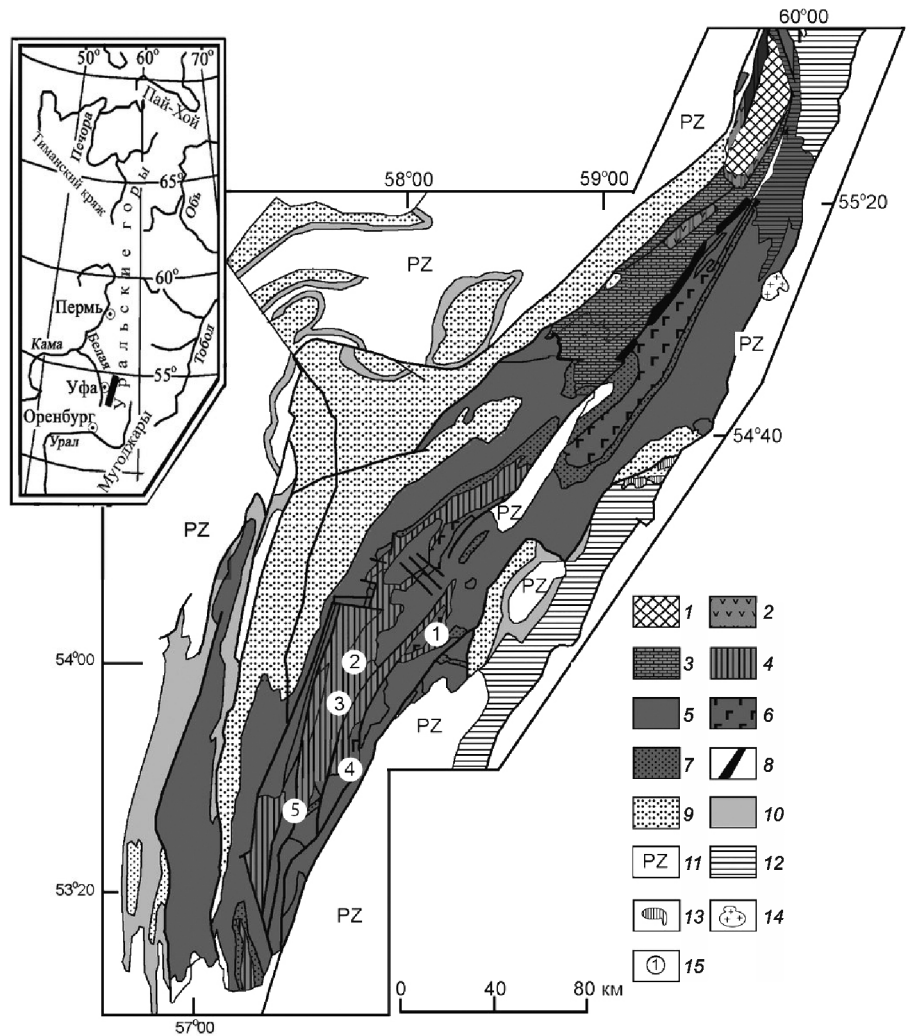 60°00
50° 60° 70°
Пай-Хой
Печора
Тиманский кряж
65°
Обь
Уральские горы
60°
Пермь
Кама
Белая
Тобол
55°
Уфа
Оренбург
Урал
Мугоджары
58°00
59°00
55°20
54°40
54°00
53°20
57°00
PZ
PZ
PZ
PZ
PZ
PZ
PZ
PZ
1
2
3
4
5
1 2
3 4
5 6
7 8
9 10
PZ 11 12
13 14
1 15
0 40 80 км